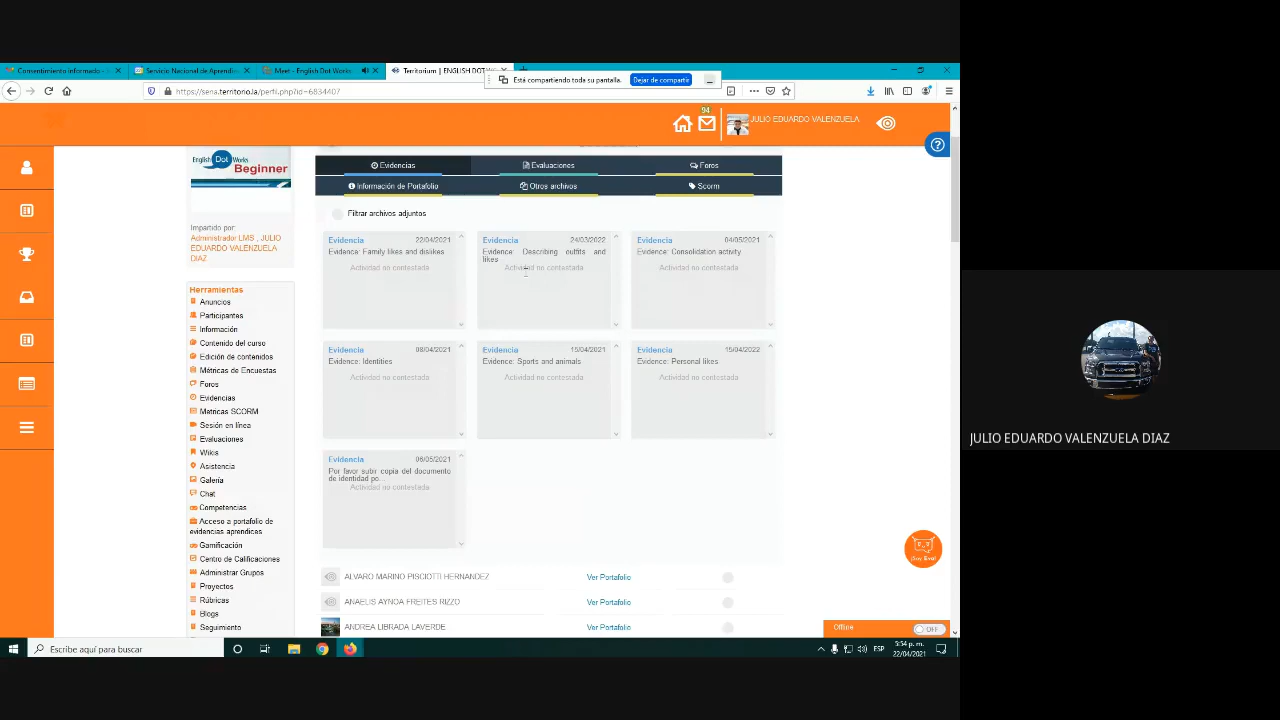 Consentimiento informado -
Servicio Nacional de Aprendiz
Meet - English Dot Works
Territorium | ENGLISH DOT
Está compartiendo toda su pantalla.
Dejar de compartir
https://sena.territorio.la/perfil.php?id=6834407
94
JULIO EDUARDO VALENZUELA
English Dot Works
Beginner
Impartido por:
Administrador LMS , JULIO
EDUARDO VALENZUELA
DIAZ
Herramientas
Anuncios
Participantes
Información
Contenido del curso
Edición de contenidos
Métricas de Encuestas
Foros
Evidencias
Metricas SCORM
Sesión en línea
Evaluaciones
Wikis
Asistencia
Galería
Chat
Competencias
Acceso a portafolio de
evidencias aprendices
Gamificación
Centro de Calificaciones
Administrar Grupos
Proyectos
Rúbricas
Blogs
Seguimiento
Evidencias
Evaluaciones
Foros
Información de Portafolio
Otros archivos
Scorm
Filtrar archivos adjuntos
Evidencia 22/04/2021
Evidence: Family likes and dislikes
Actividad no contestada
Evidencia 24/03/2022
Evidence: Describing outfits and
likes
Actividad no contestada
Evidencia 04/05/2021
Evidence: Consolidation activity
Actividad no contestada
Evidencia 08/04/2021
Evidence: Identities
Actividad no contestada
Evidencia 15/04/2021
Evidence: Sports and animals
Actividad no contestada
Evidencia 15/04/2022
Evidence: Personal likes
Actividad no contestada
Evidencia 06/05/2021
Por favor subir copia del documento
de identidad po...
Actividad no contestada
ALVARO MARINO PISCIOTTI HERNANDEZ Ver Portafolio
ANAELIS AYNOA FREITES RIZZO Ver Portafolio
ANDREA LIBRADA LAVERDE Ver Portafolio
Offline
OFF
Escribe aquí para buscar
ESP
5:54 p. m.
22/04/2021
JULIO EDUARDO VALENZUELA DIAZ